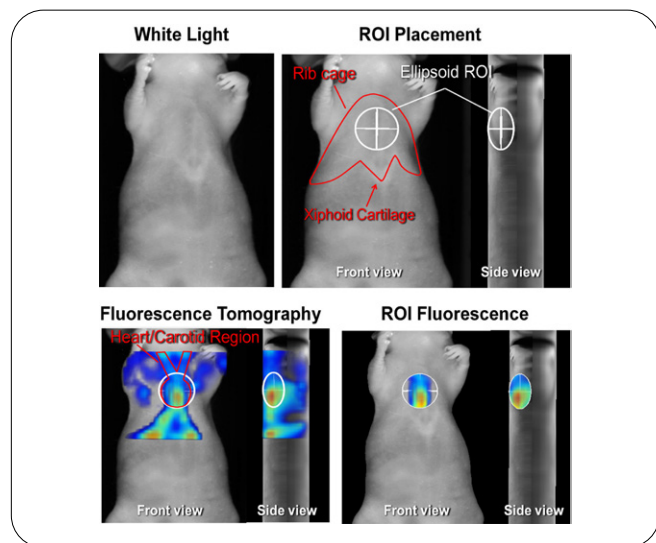 White Light
ROI Placement
Rib cage
Ellipsoid ROI
Xiphoid Cartilage
Front view
Side view
Fluorescence Tomography
ROI Fluorescence
Heart/Carotid Region
Front view
Side view
Front view
Side view